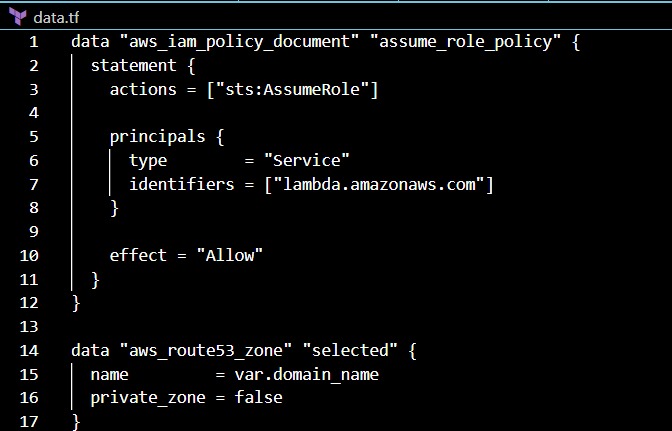 data.tf
1 data "aws_iam_policy_document" "assume_role_policy" {
2   statement {
3     actions = ["sts:AssumeRole"]
4
5     principals {
6       type        = "Service"
7       identifiers = ["lambda.amazonaws.com"]
8     }
9
10     effect = "Allow"
11   }
12 }
13
14 data "aws_route53_zone" "selected" {
15   name         = var.domain_name
16   private_zone = false
17 }